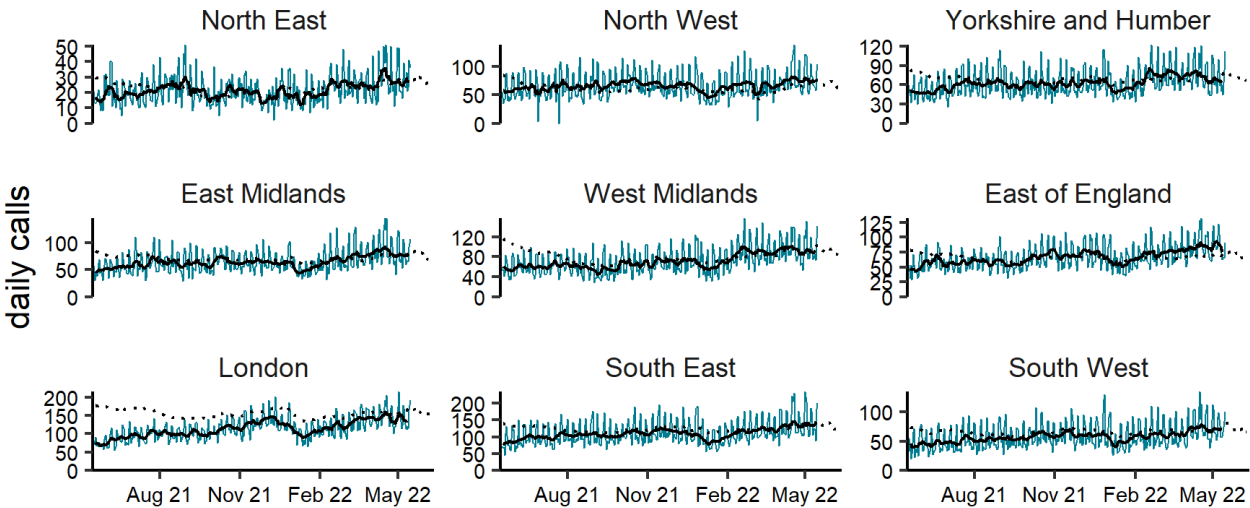 North East North West Yorkshire and Humber
50 100 120
40 90
30 50 60
20 30
10
0 0 0
East Midlands West Midlands East of England
100 120 125
80 100
50 75
40 50
25
0 0 0
daily calls
London South East South West
200 200 100
150 150
100 100 50
50 50
0 0 0
Aug 21 Nov 21 Feb 22 May 22 Aug 21 Nov 21 Feb 22 May 22 Aug 21 Nov 21 Feb 22 May 22